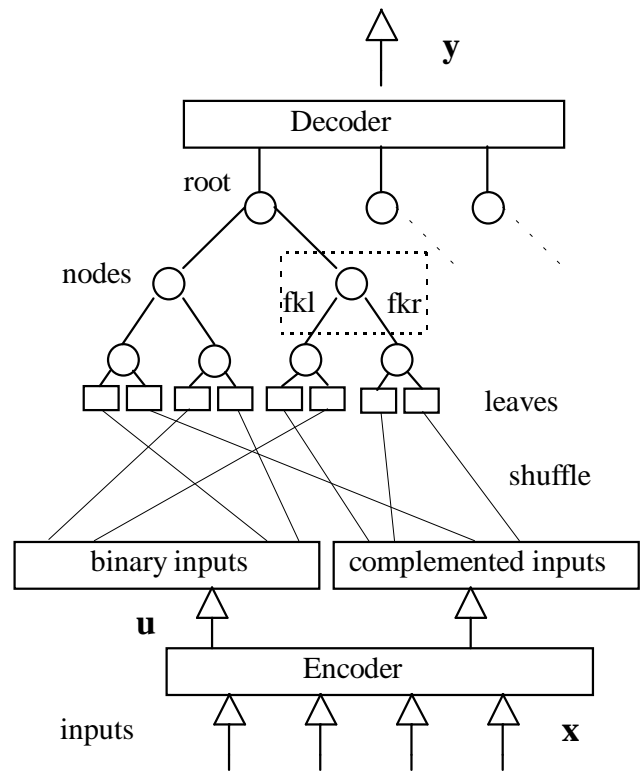 y
Decoder
root
nodes
fkl
fkr
leaves
shuffle
binary inputs
complemented inputs
u
Encoder
inputs
x